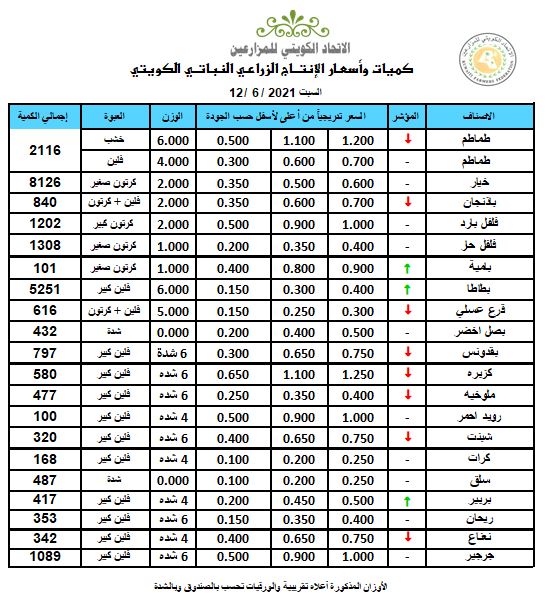 الاتحاد الكويتي للمزارعين
كميات وأسعار الإنتاج الزراعي النباتي الكويتي
السبت 2021/ 6 /12
الاصناف المؤشر السعر تدريجياً من أعلى لأسفل حسب الجودة الوزن العبوة إجمالي الكمية
طماطم ↓ 1.200 1.100 0.500 6.000 خشب 2116
طماطم - 0.700 0.600 0.300 4.000 فلين
خيار - 0.600 0.500 0.350 2.000 كرتون صغير 8126
باذنجان ↓ 0.700 0.600 0.350 2.000 فلين + كرتون 840
فلفل بارد - 1.000 0.900 0.500 2.000 كرتون كبير 1202
فلفل حار - 0.400 0.350 0.200 1.000 كرتون صغير 1308
بامية ↑ 0.900 0.800 0.400 1.000 كرتون صغير 101
بطاطا ↑ 0.400 0.300 0.150 6.000 فلين كبير 5251
قرع عسلي ↓ 0.300 0.250 0.150 5.000 فلين + كرتون 616
بصل اخضر - 0.500 0.400 0.200 0.000 شدة 432
بقدونس ↓ 0.750 0.650 0.300 6 شدة فلين كبير 797
كزبره ↓ 1.250 1.100 0.650 6 شده فلين كبير 580
ملوخيه ↓ 0.400 0.350 0.250 6 شده فلين كبير 477
رويد احمر - 1.000 0.900 0.500 4 شده فلين كبير 100
شبنت ↓ 0.750 0.650 0.400 6 شده فلين كبير 320
كرات - 0.250 0.200 0.100 4 شده فلين كبير 168
سلق - 0.250 0.200 0.100 0.000 شدة 487
بربير ↑ 0.500 0.450 0.200 4 شده فلين كبير 417
ريحان - 0.400 0.350 0.150 6 شده فلين كبير 353
نعناع ↓ 0.750 0.650 0.400 4 شده فلين كبير 342
جرجير - 1.000 0.900 0.500 6 شده فلين كبير 1089
الأوزان المذكورة أعلاه تقريبية والورقيات تحسب بالصندوق وبالشدة